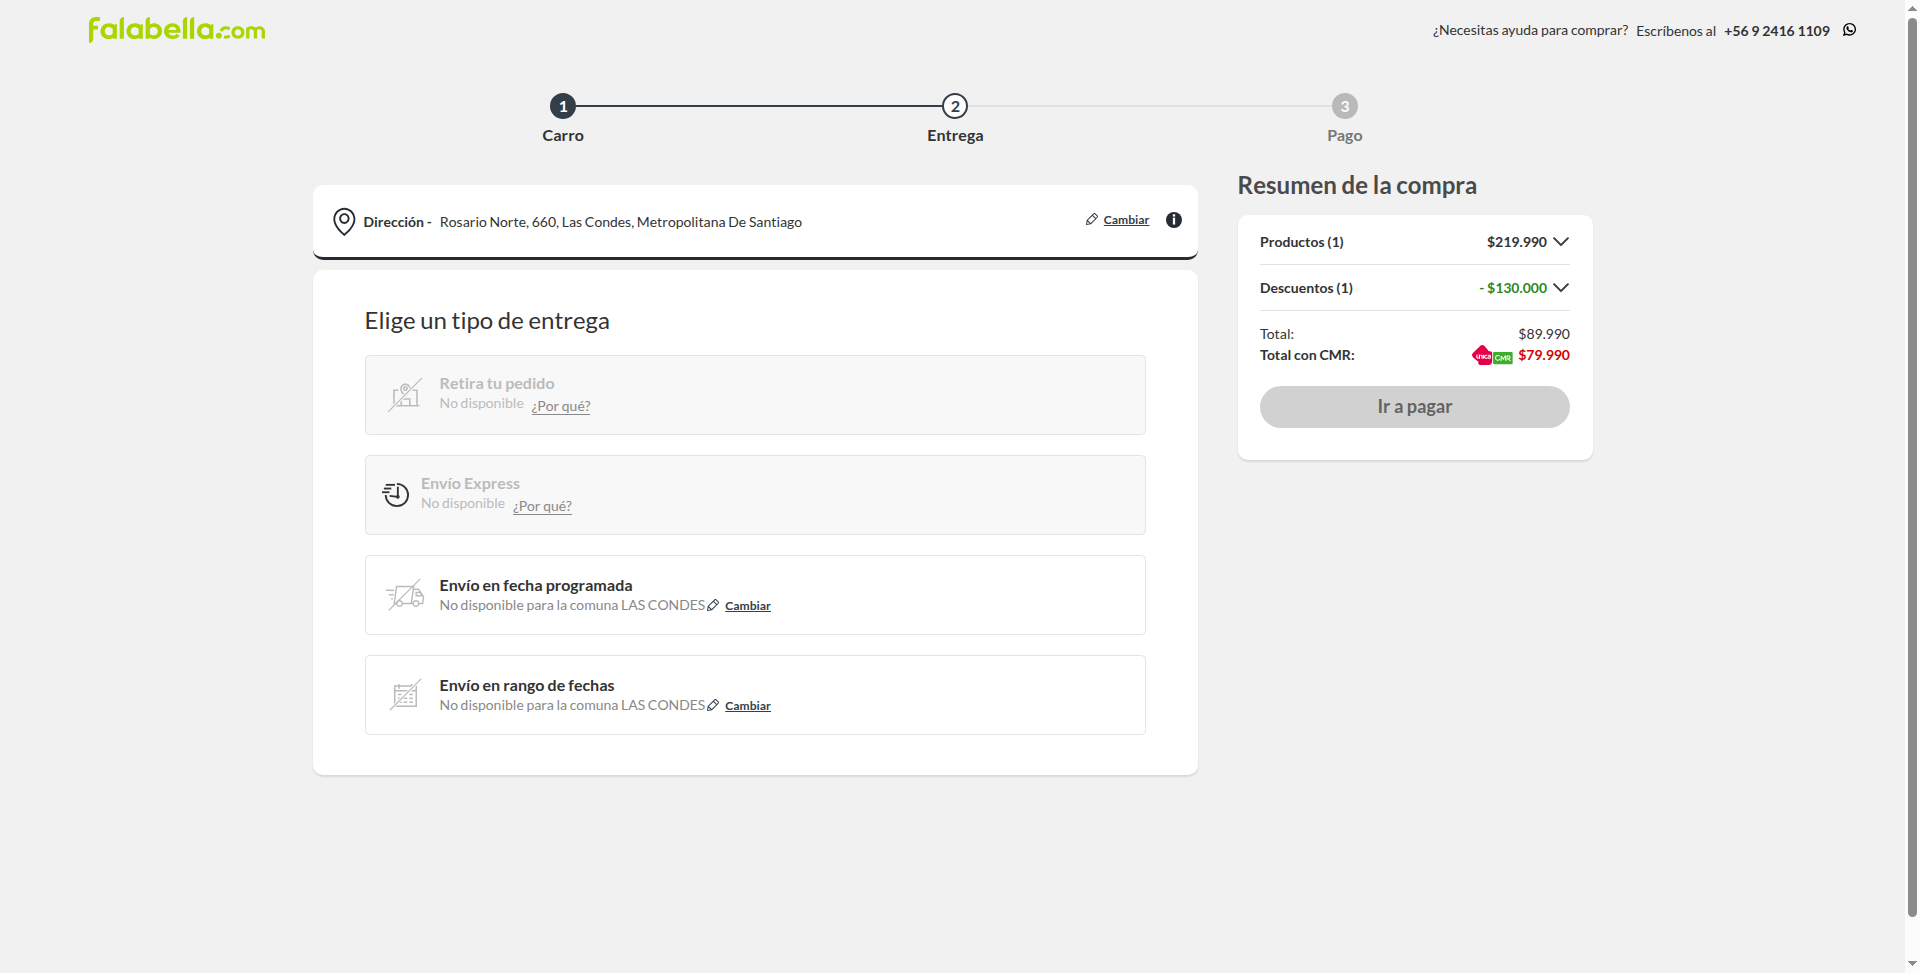 falabella.com
¿Necesitas ayuda para comprar? Escríbenos al +56 9 2416 1109
1 2 3
Carro Entrega Pago
Dirección - Rosario Norte, 660, Las Condes, Metropolitana De Santiago Cambiar
Elige un tipo de entrega
Retira tu pedido
No disponible ¿Por qué?
Envío Express
No disponible ¿Por qué?
Envío en fecha programada
No disponible para la comuna LAS CONDES Cambiar
Envío en rango de fechas
No disponible para la comuna LAS CONDES Cambiar
Resumen de la compra
Productos (1) $219.990
Descuentos (1) - $130.000
Total: $89.990
Total con CMR: unica CMR $79.990
Ir a pagar